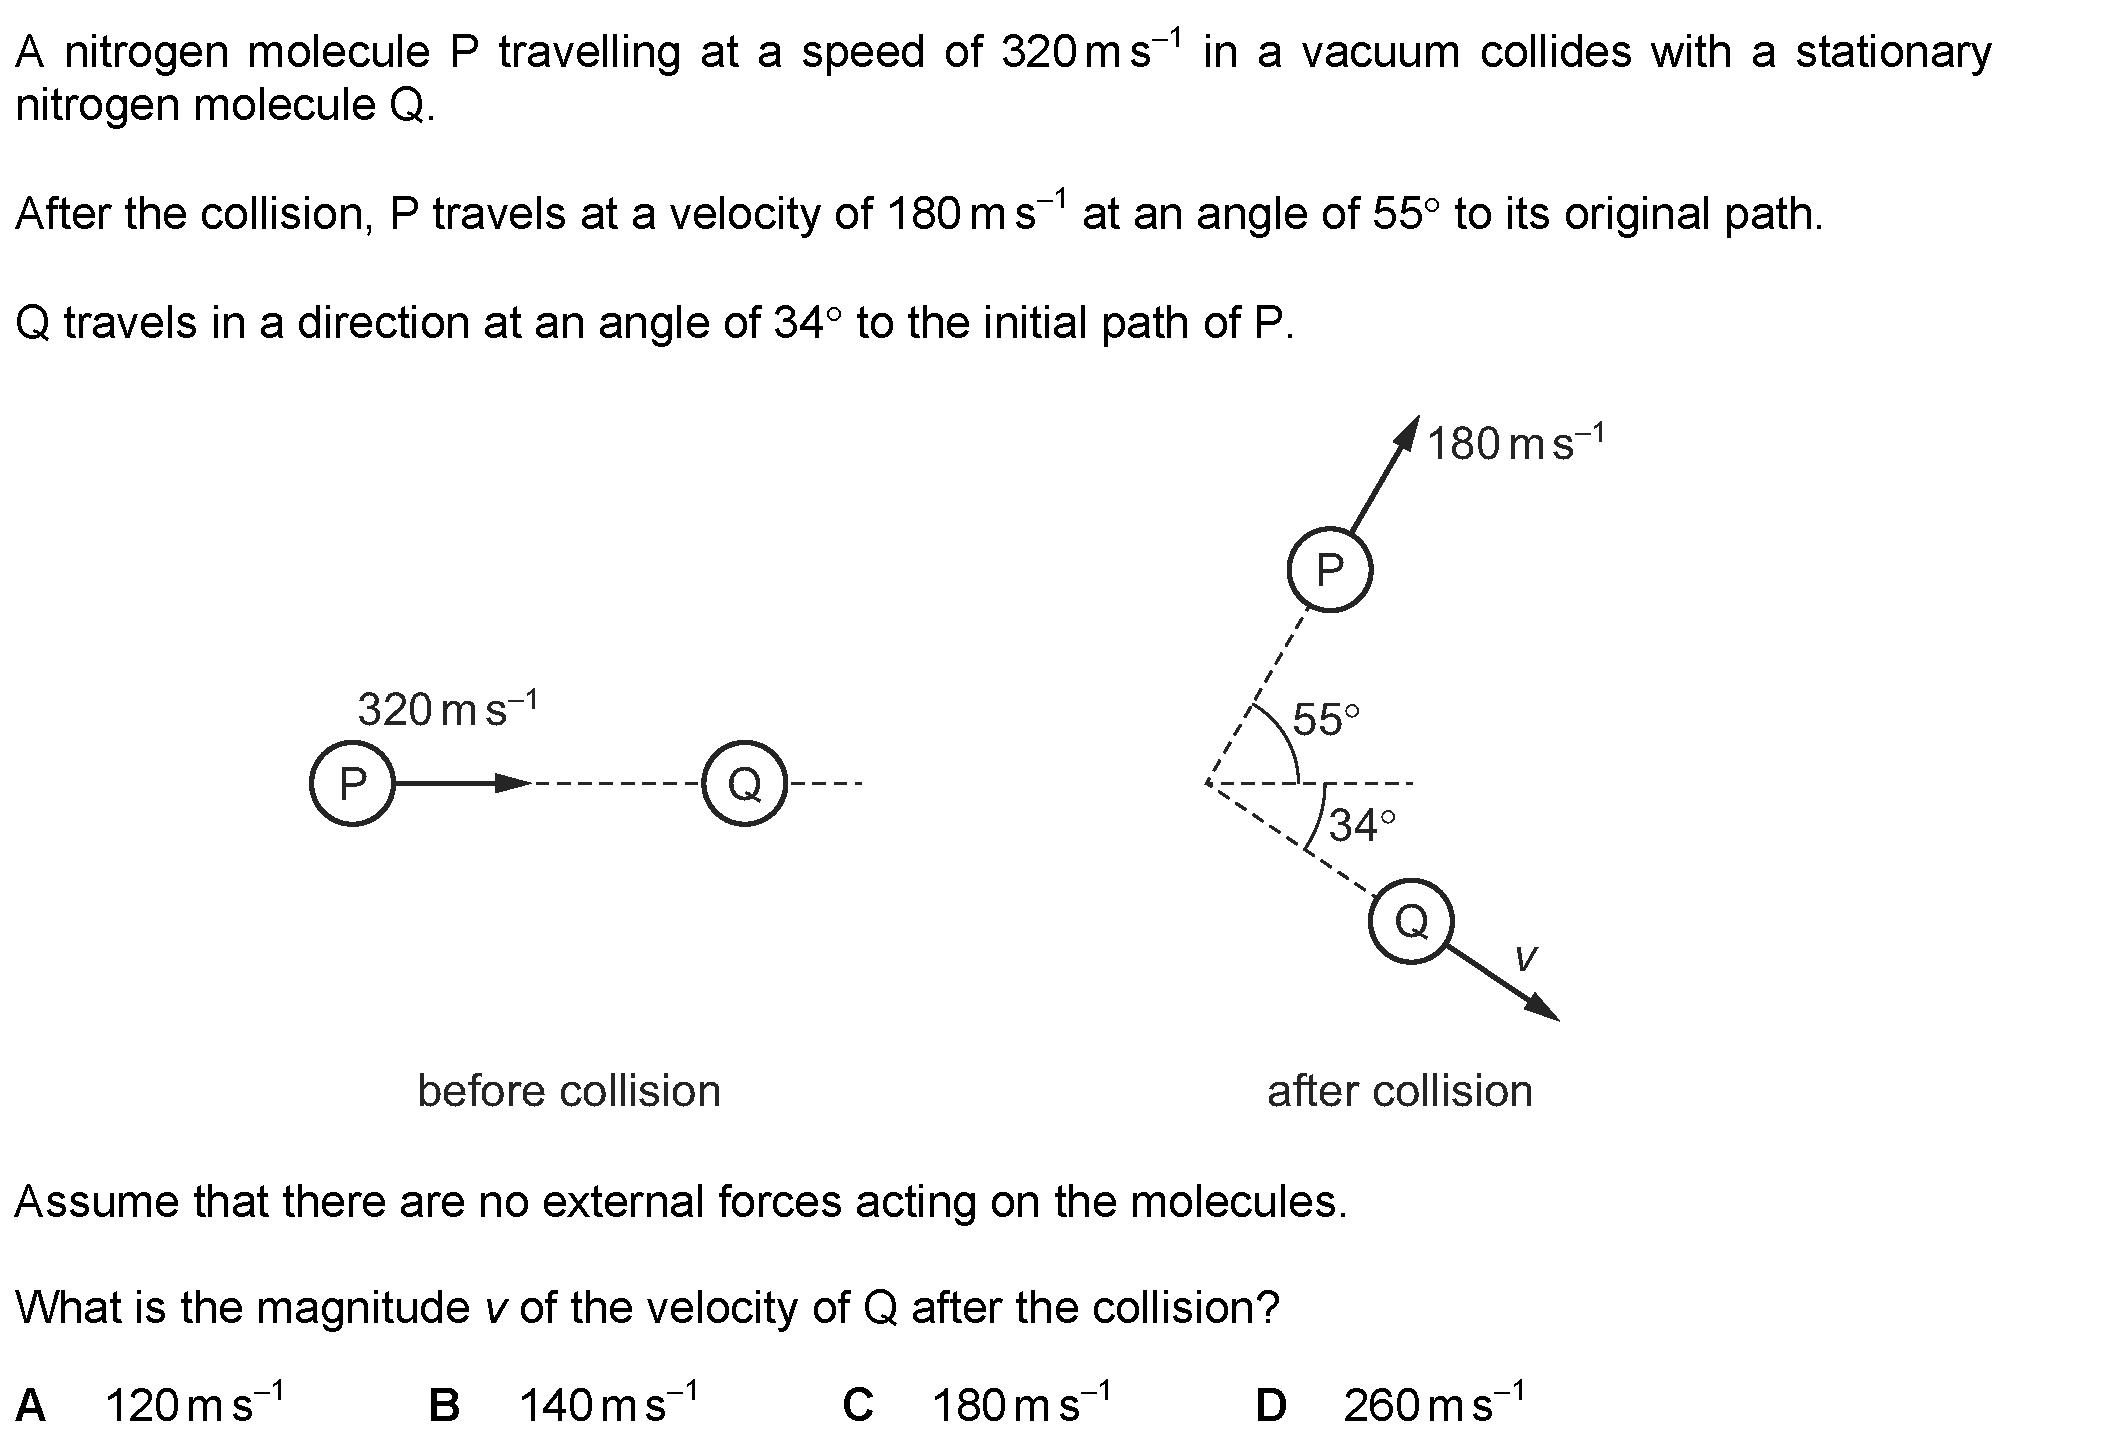 A nitrogen molecule P travelling at a speed of 320 m s⁻¹ in a vacuum collides with a stationary
nitrogen molecule Q.
After the collision, P travels at a velocity of 180 m s⁻¹ at an angle of 55° to its original path.
Q travels in a direction at an angle of 34° to the initial path of P.
320 m s⁻¹
P
Q
before collision
180 m s⁻¹
P
55°
34°
Q
v
after collision
Assume that there are no external forces acting on the molecules.
What is the magnitude v of the velocity of Q after the collision?
A 120 m s⁻¹ B 140 m s⁻¹ C 180 m s⁻¹ D 260 m s⁻¹